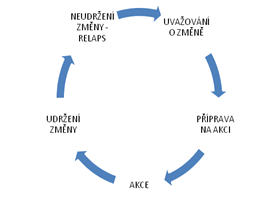 NEUDRŽENÍ
ZMĚNY-
RELAPS
UVAŽOVÁNÍ
O ZMĚNĚ
PŘÍPRAVA
NA AKCI
AKCE
UDRŽENÍ
ZMĚNY